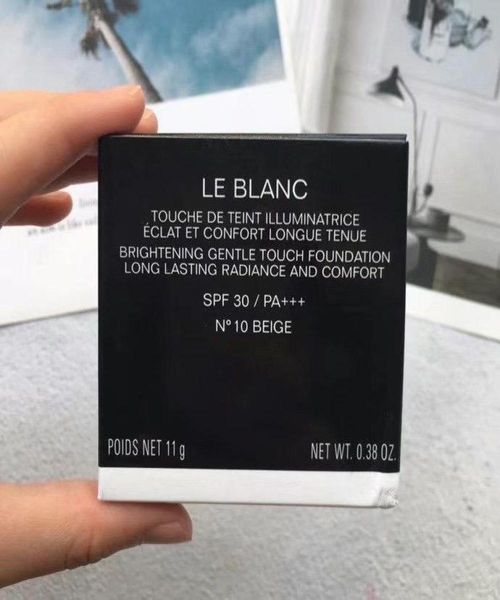 LE BLANC
TOUCHE DE TEINT ILLUMINATRICE
ÉCLAT ET CONFORT LONGUE TENUE
BRIGHTENING GENTLE TOUCH FOUNDATION
LONG LASTING RADIANCE AND COMFORT
SPF 30 / PA+++
N° 10 BEIGE
POIDS NET 11 g
NET WT. 0.38 OZ.